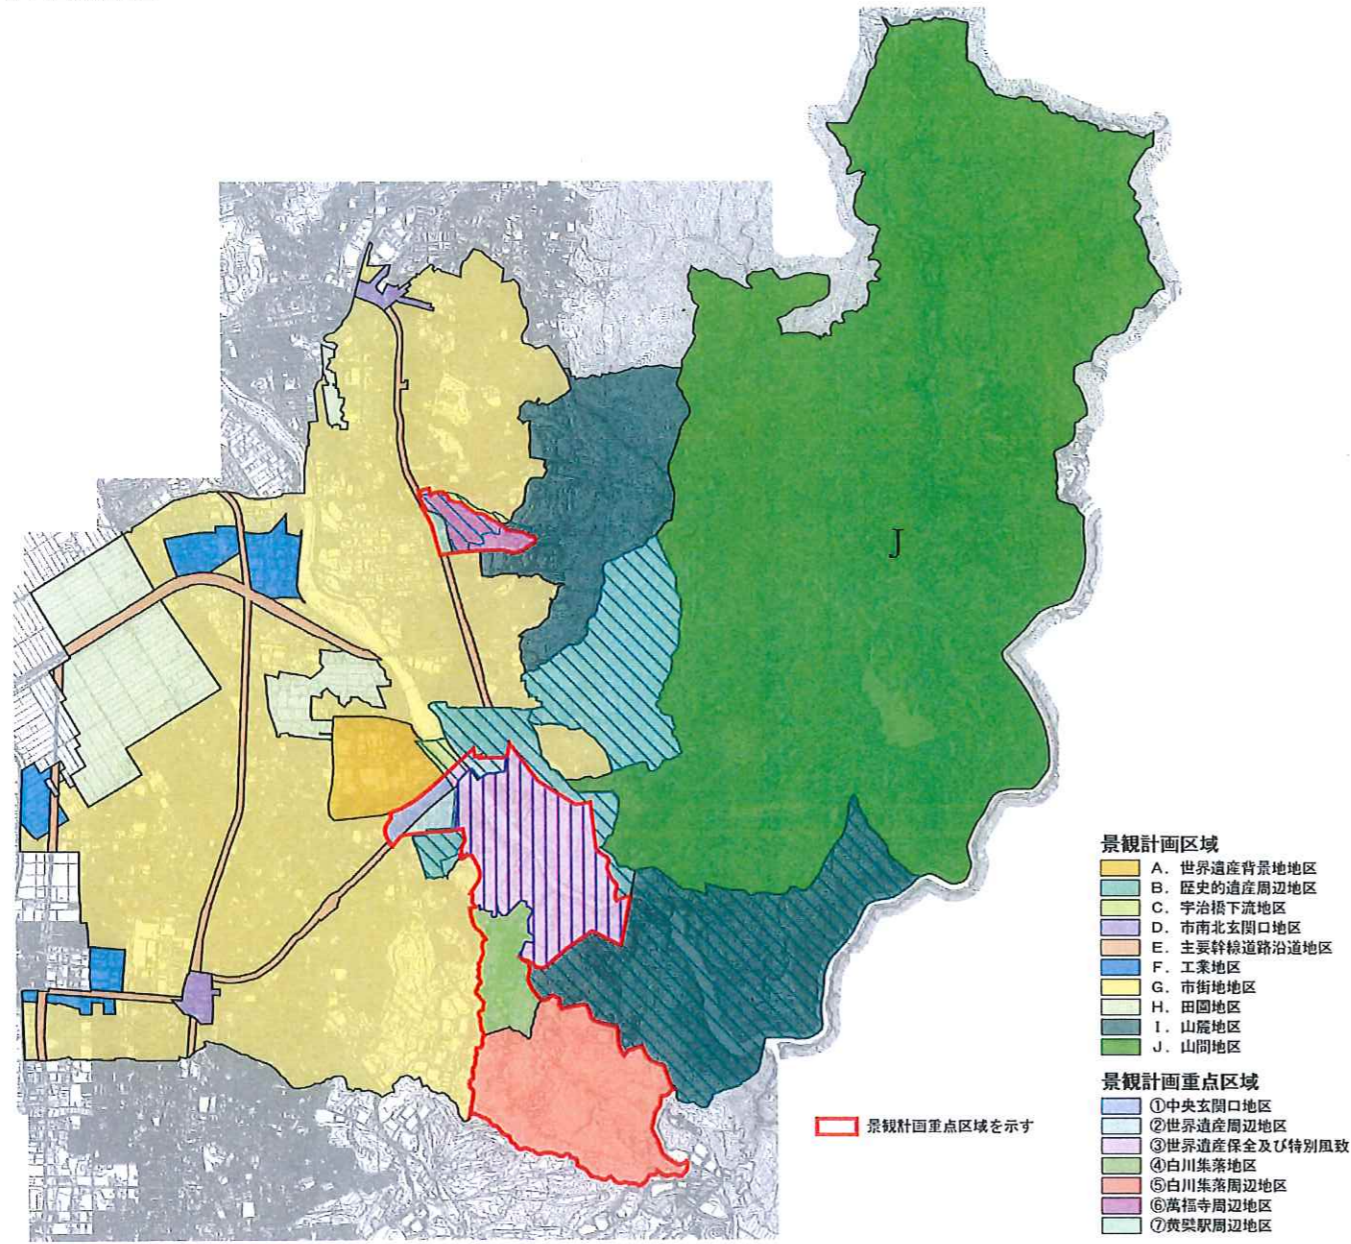 J
景観計画区域
A. 世界遺産背景地地区
B. 歴史的遺産周辺地区
C. 宇治橋下流地区
D. 市南北玄関口地区
E. 主要幹線道路沿道地区
F. 工業地区
G. 市街地地区
H. 田園地区
I. 山麓地区
J. 山間地区
景観計画重点区域
①中央玄関口地区
②世界遺産周辺地区
③世界遺産保全及び特別風致
④白川集落地区
⑤白川集落周辺地区
⑥萬福寺周辺地区
⑦黄檗駅周辺地区
景観計画重点区域を示す